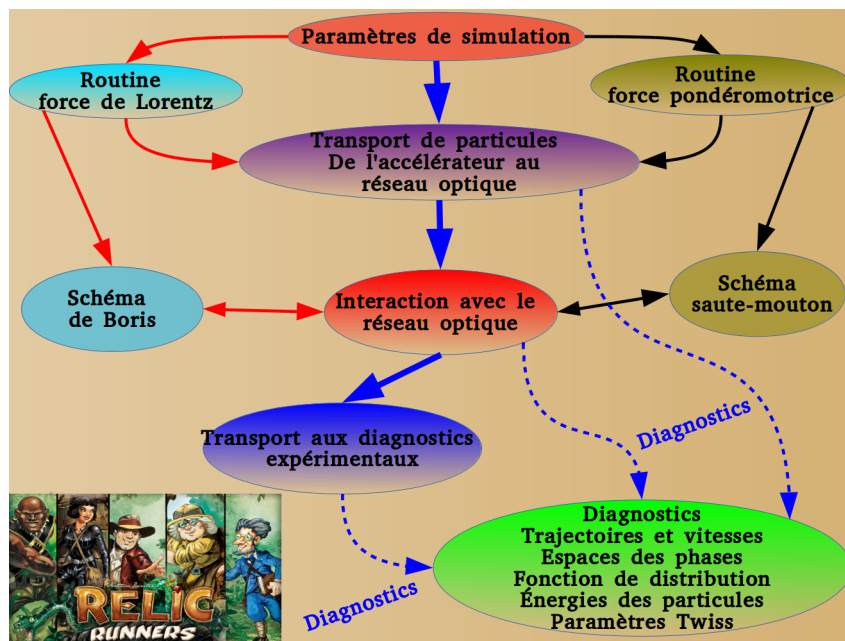 Paramètres de simulation
Routine
force de Lorentz
Routine
force pondéromotrice
Transport de particules
De l'accélérateur au
réseau optique
Schéma
de Boris
Interaction avec le
réseau optique
Schéma
saute-mouton
Transport aux diagnostics
expérimentaux
Diagnostics
Diagnostics
Diagnostics
Trajectoires et vitesses
Espaces des phases
Fonction de distribution
Énergies des particules
Paramètres Twiss
RELIC
RUNNERS